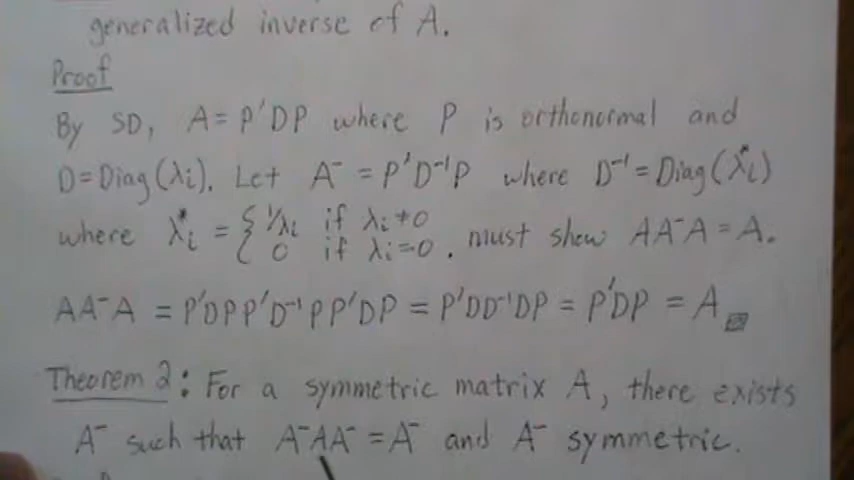 generalized inverse of A.
Proof
By SD, A = P'DP where P is orthonormal and
D = Diag(λi). Let A⁻ = P'D⁻¹P where D⁻¹ = Diag(λ*i)
where λ*i = { 1/λi if λi ≠ 0
0 if λi = 0 . must show AA⁻A = A.
AA⁻A = P'DPP'D⁻¹PP'DP = P'DD⁻¹DP = P'DP = A
Theorem 2: For a symmetric matrix A, there exists
A⁻ such that A⁻AA⁻ = A⁻ and A⁻ symmetric.